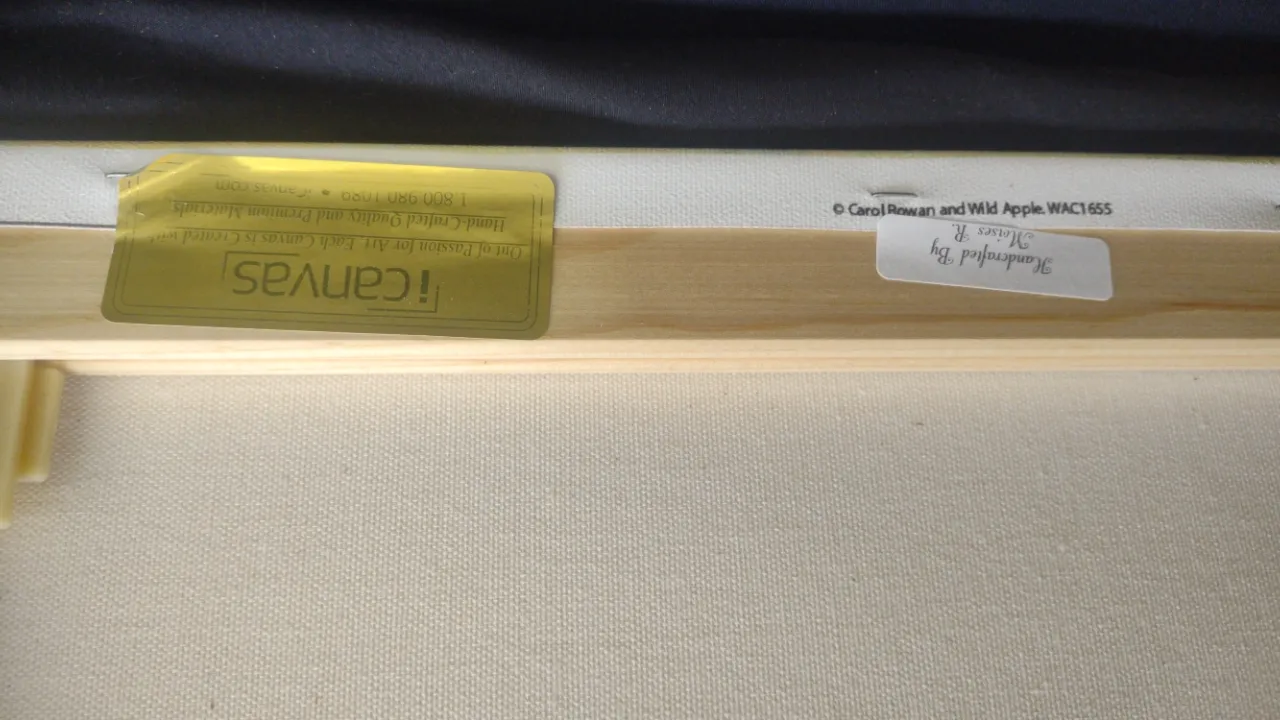 icanvas
Out of Passion for Art. Each Canvas is Created with
Hand-Crafted Quality and Premium Materials.
1.800.980.1089 • iCanvas.com
© Carol Rowan and Wild Apple. WAC1655
Handcrafted By
Moises R.